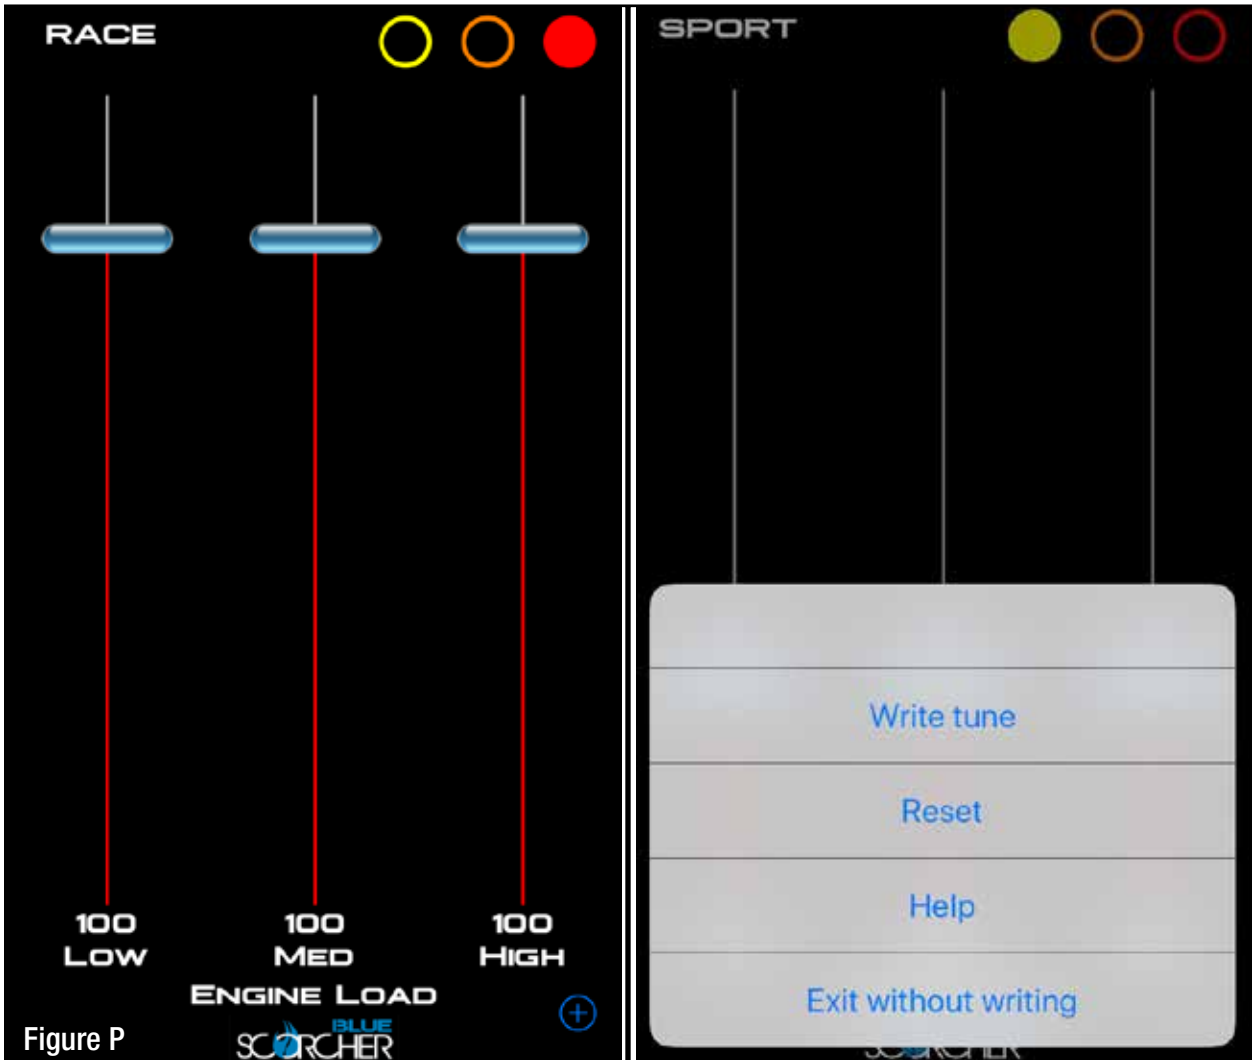 RACE
100 100 100
LOW MED HIGH
ENGINE LOAD
BLUE
SCORCHER
Figure P
SPORT
Write tune
Reset
Help
Exit without writing